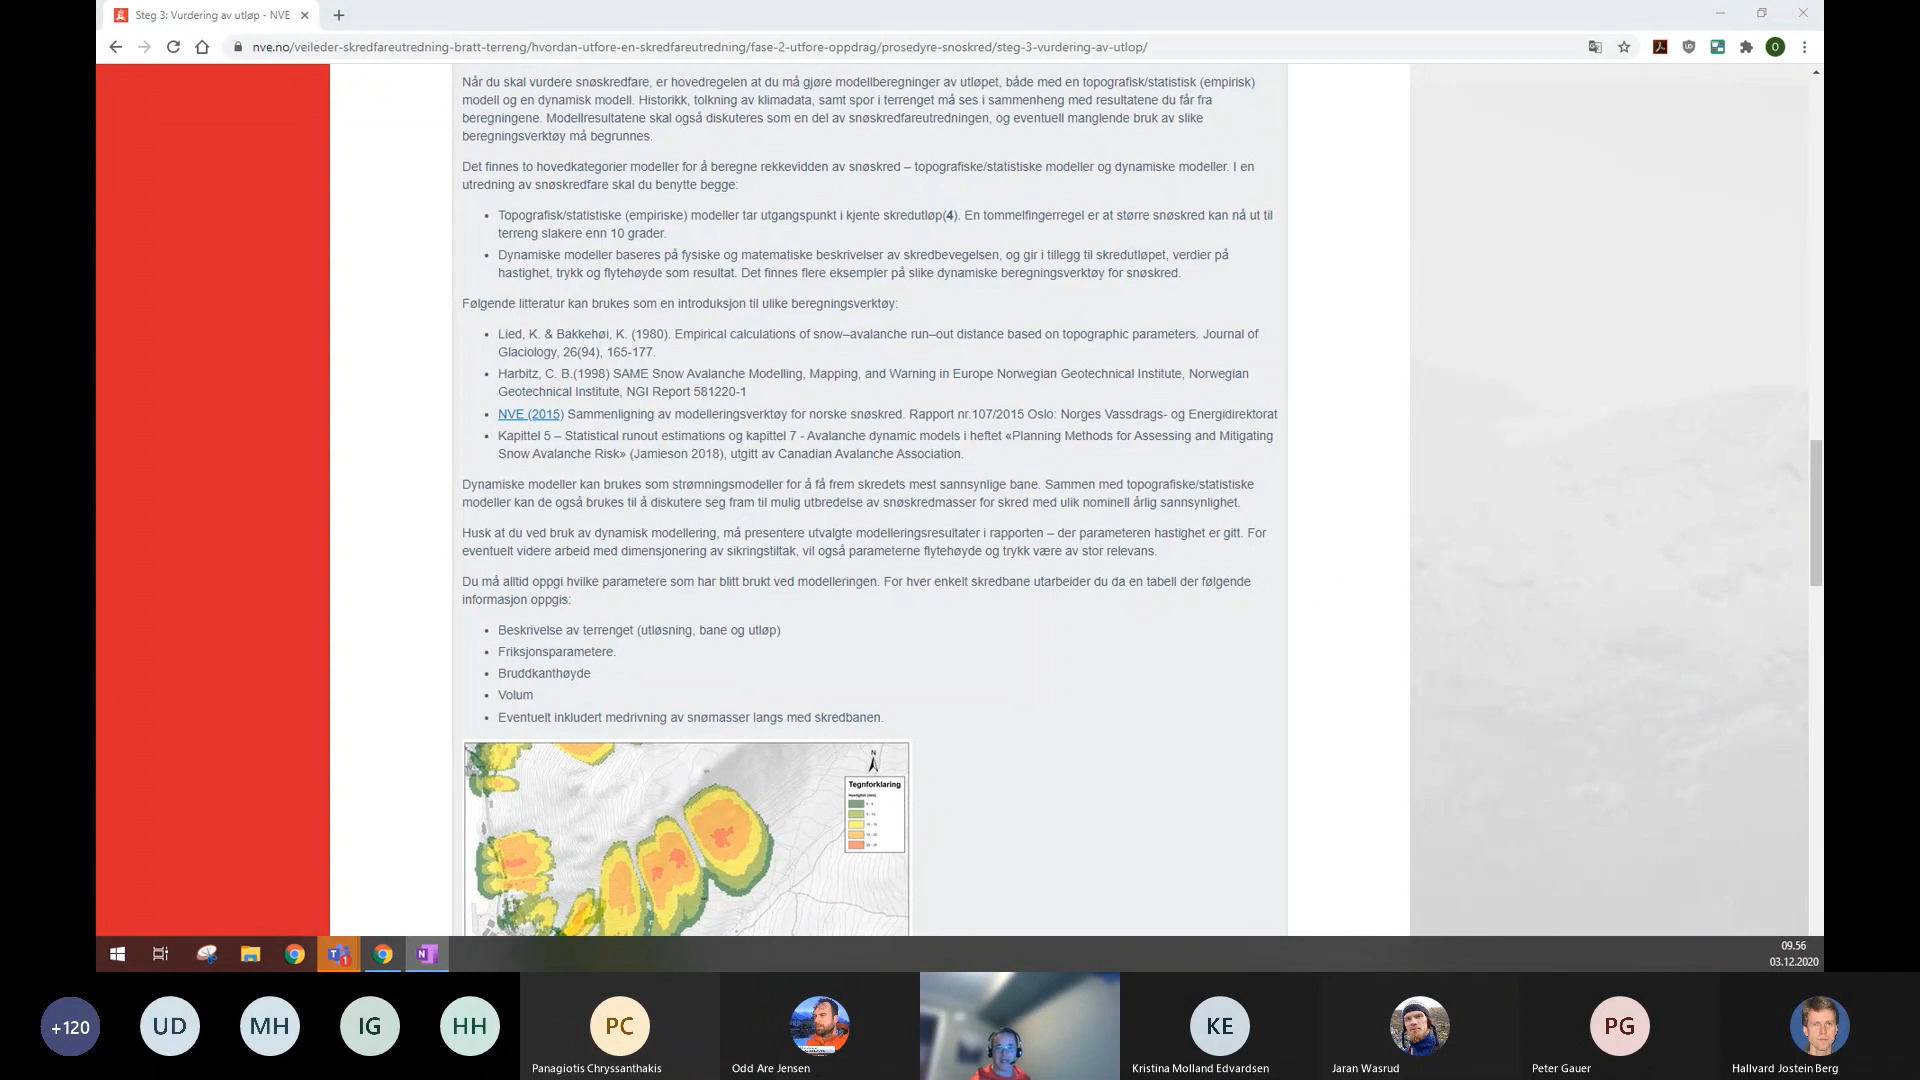 Steg 3: Vurdering av utløp - NVE
nve.no/veileder-skredfareutredning-bratt-terreng/hvordan-utfore-en-skredfareutredning/fase-2-utfore-oppdrag/prosedyre-snoskred/steg-3-vurdering-av-utlop/
O
Når du skal vurdere snøskredfare, er hovedregelen at du må gjøre modellberegninger av utløpet, både med en topografisk/statistisk (empirisk)
modell og en dynamisk modell. Historikk, tolkning av klimadata, samt spor i terrenget må ses i sammenheng med resultatene du får fra
beregningene. Modellresultatene skal også diskuteres som en del av snøskredfareutredningen, og eventuell manglende bruk av slike
beregningsverktøy må begrunnes.
Det finnes to hovedkategorier modeller for å beregne rekkevidden av snøskred – topografiske/statistiske modeller og dynamiske modeller. I en
utredning av snøskredfare skal du benytte begge:
• Topografisk/statistiske (empiriske) modeller tar utgangspunkt i kjente skredutløp(4). En tommelfingerregel er at større snøskred kan nå ut til
terreng slakere enn 10 grader.
• Dynamiske modeller baseres på fysiske og matematiske beskrivelser av skredbevegelsen, og gir i tillegg til skredutløpet, verdier på
hastighet, trykk og flytehøyde som resultat. Det finnes flere eksempler på slike dynamiske beregningsverktøy for snøskred.
Følgende litteratur kan brukes som en introduksjon til ulike beregningsverktøy:
• Lied, K. & Bakkehøi, K. (1980). Empirical calculations of snow–avalanche run–out distance based on topographic parameters. Journal of
Glaciology, 26(94), 165-177.
• Harbitz, C. B.(1998) SAME Snow Avalanche Modelling, Mapping, and Warning in Europe Norwegian Geotechnical Institute, Norwegian
Geotechnical Institute, NGI Report 581220-1
• NVE (2015) Sammenligning av modelleringsverktøy for norske snøskred. Rapport nr.107/2015 Oslo: Norges Vassdrags- og Energidirektorat
• Kapittel 5 – Statistical runout estimations og kapittel 7 - Avalanche dynamic models i heftet «Planning Methods for Assessing and Mitigating
Snow Avalanche Risk» (Jamieson 2018), utgitt av Canadian Avalanche Association.
Dynamiske modeller kan brukes som strømningsmodeller for å få frem skredets mest sannsynlige bane. Sammen med topografiske/statistiske
modeller kan de også brukes til å diskutere seg fram til mulig utbredelse av snøskredmasser for skred med ulik nominell årlig sannsynlighet.
Husk at du ved bruk av dynamisk modellering, må presentere utvalgte modelleringsresultater i rapporten – der parameteren hastighet er gitt. For
eventuelt videre arbeid med dimensjonering av sikringstiltak, vil også parameterne flytehøyde og trykk være av stor relevans.
Du må alltid oppgi hvilke parametere som har blitt brukt ved modelleringen. For hver enkelt skredbane utarbeider du da en tabell der følgende
informasjon oppgis:
• Beskrivelse av terrenget (utløsning, bane og utløp)
• Friksjonsparametere.
• Bruddkanthøyde
• Volum
• Eventuelt inkludert medrivning av snømasser langs med skredbanen.
N
Tegnforklaring
09.56
03.12.2020
+120
UD
MH
IG
HH
PC
KE
PG
Panagiotis Chryssanthakis
Odd Are Jensen
Kristina Molland Edvardsen
Jaran Wasrud
Peter Gauer
Hallvard Jostein Berg